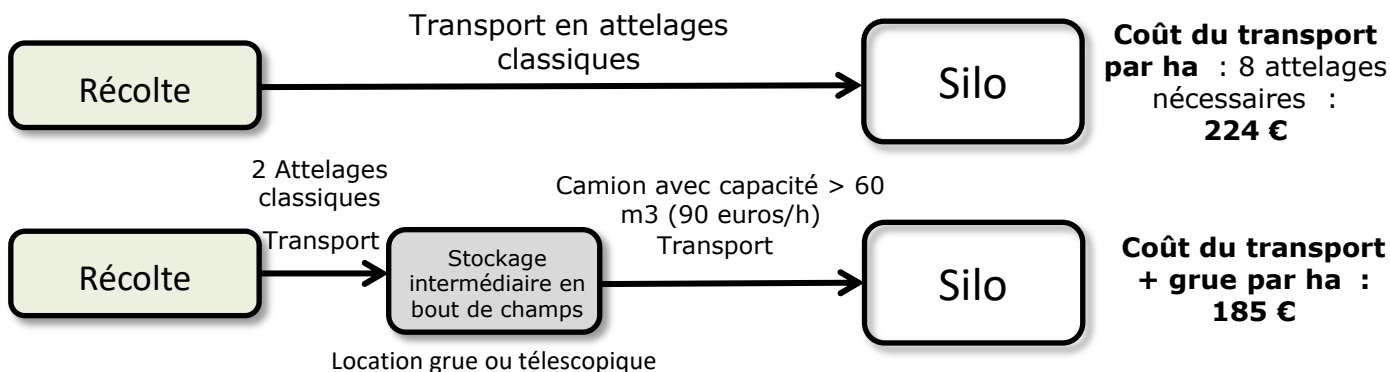 Récolte
Transport en attelages
classiques
Silo
Coût du transport
par ha : 8 attelages
nécessaires :
224 €
Récolte
2 Attelages
classiques
Transport
Stockage
intermédiaire en
bout de champs
Location grue ou télescopique
Camion avec capacité > 60
m3 (90 euros/h)
Transport
Silo
Coût du transport
+ grue par ha :
185 €